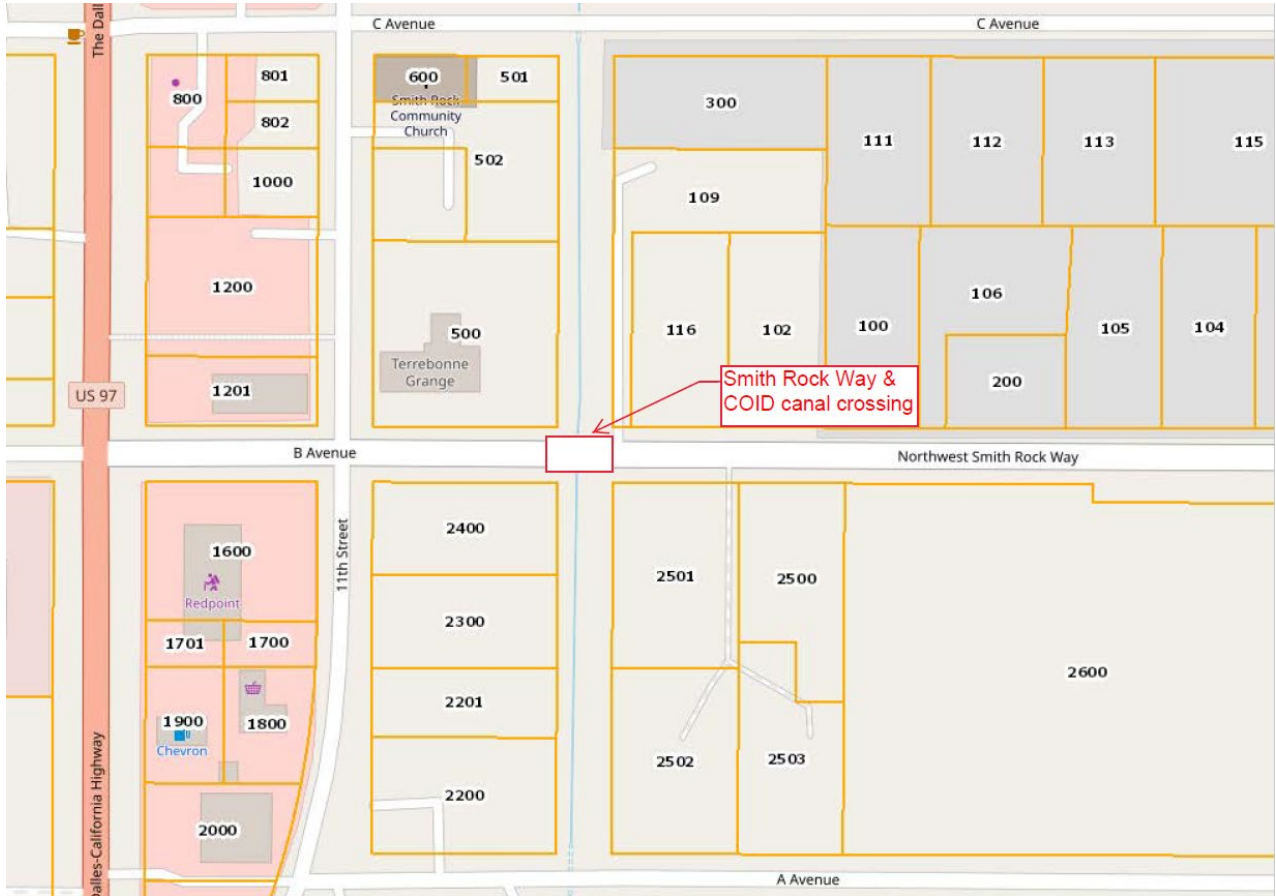 C Avenue
C Avenue
The Dall
801
600
501
800
Smith Rock
Community
Church
300
802
111
112
113
115
502
1000
109
1200
106
116
102
100
105
104
500
Terrebonne
Grange
200
1201
US 97
Smith Rock Way &
COID canal crossing
B Avenue
Northwest Smith Rock Way
2400
11th Street
1600
Redpoint
2501
2500
2300
1701
1700
2600
2201
1900
1800
Chevron
2502
2503
2200
2000
alles-California Highway
A Avenue